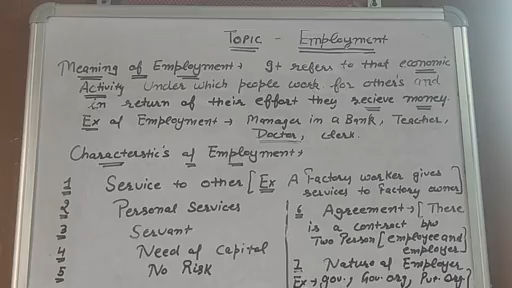 Topic - Employment
Meaning of Employment → It refers to that economic
Activity Under which people work for other's and
in return of their effort they recieve money.
Ex of Employment → Manager in a Bank, Teacher,
Doctor, clerk.
Characterstic's of Employment →
1 Service to other [Ex A Factory worker gives
services to Factory owner]
2 Personal Services
3 Servant
4 Need of Capital
5 No Risk
6 Agreement → [There
is a contract b/w
Two Person [employee and
employer]
7 Nature of Employer
Ex → gov., Gov. org, Pvt. Org]